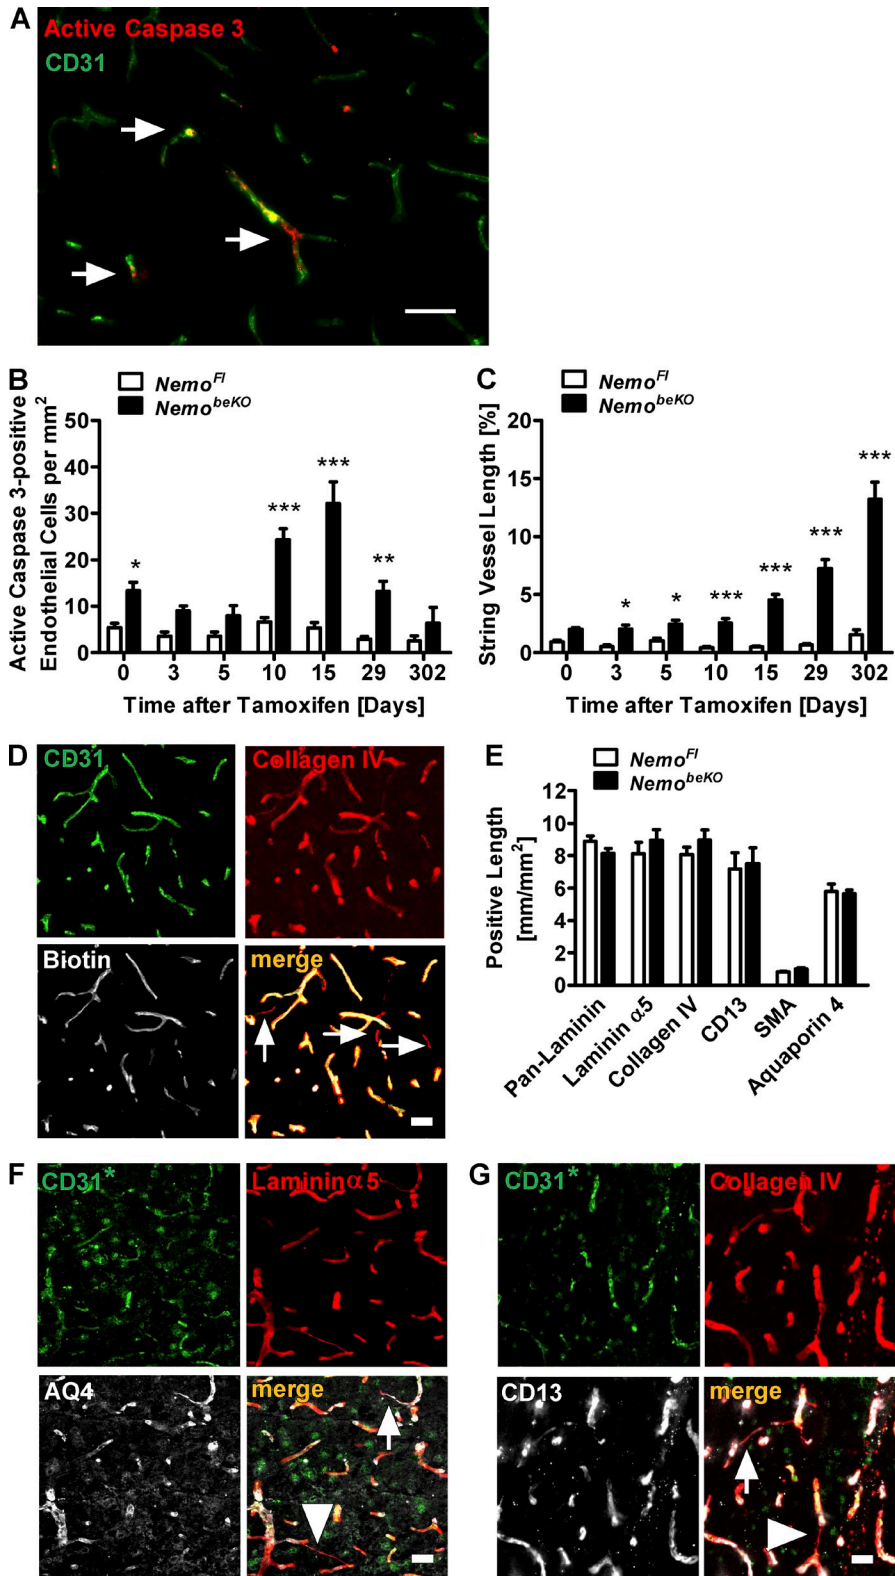 A
Active Caspase 3
CD31
B
Nemo^Fl
Nemo^beKO
Active Caspase 3-positive
Endothelial Cells per mm²
50
40
30
20
10
0
*
***
***
**
0 3 5 10 15 29 302
Time after Tamoxifen [Days]
C
Nemo^Fl
Nemo^beKO
String Vessel Length [%]
20
15
10
5
0
*
*
***
***
***
***
0 3 5 10 15 29 302
Time after Tamoxifen [Days]
D
CD31
Collagen IV
Biotin
merge
E
Nemo^Fl
Nemo^beKO
Positive Length
[mm/mm²]
12
10
8
6
4
2
0
Pan-Laminin
Laminin α5
Collagen IV
CD13
SMA
Aquaporin 4
F
CD31*
Laminin α5
AQ4
merge
G
CD31*
Collagen IV
CD13
merge